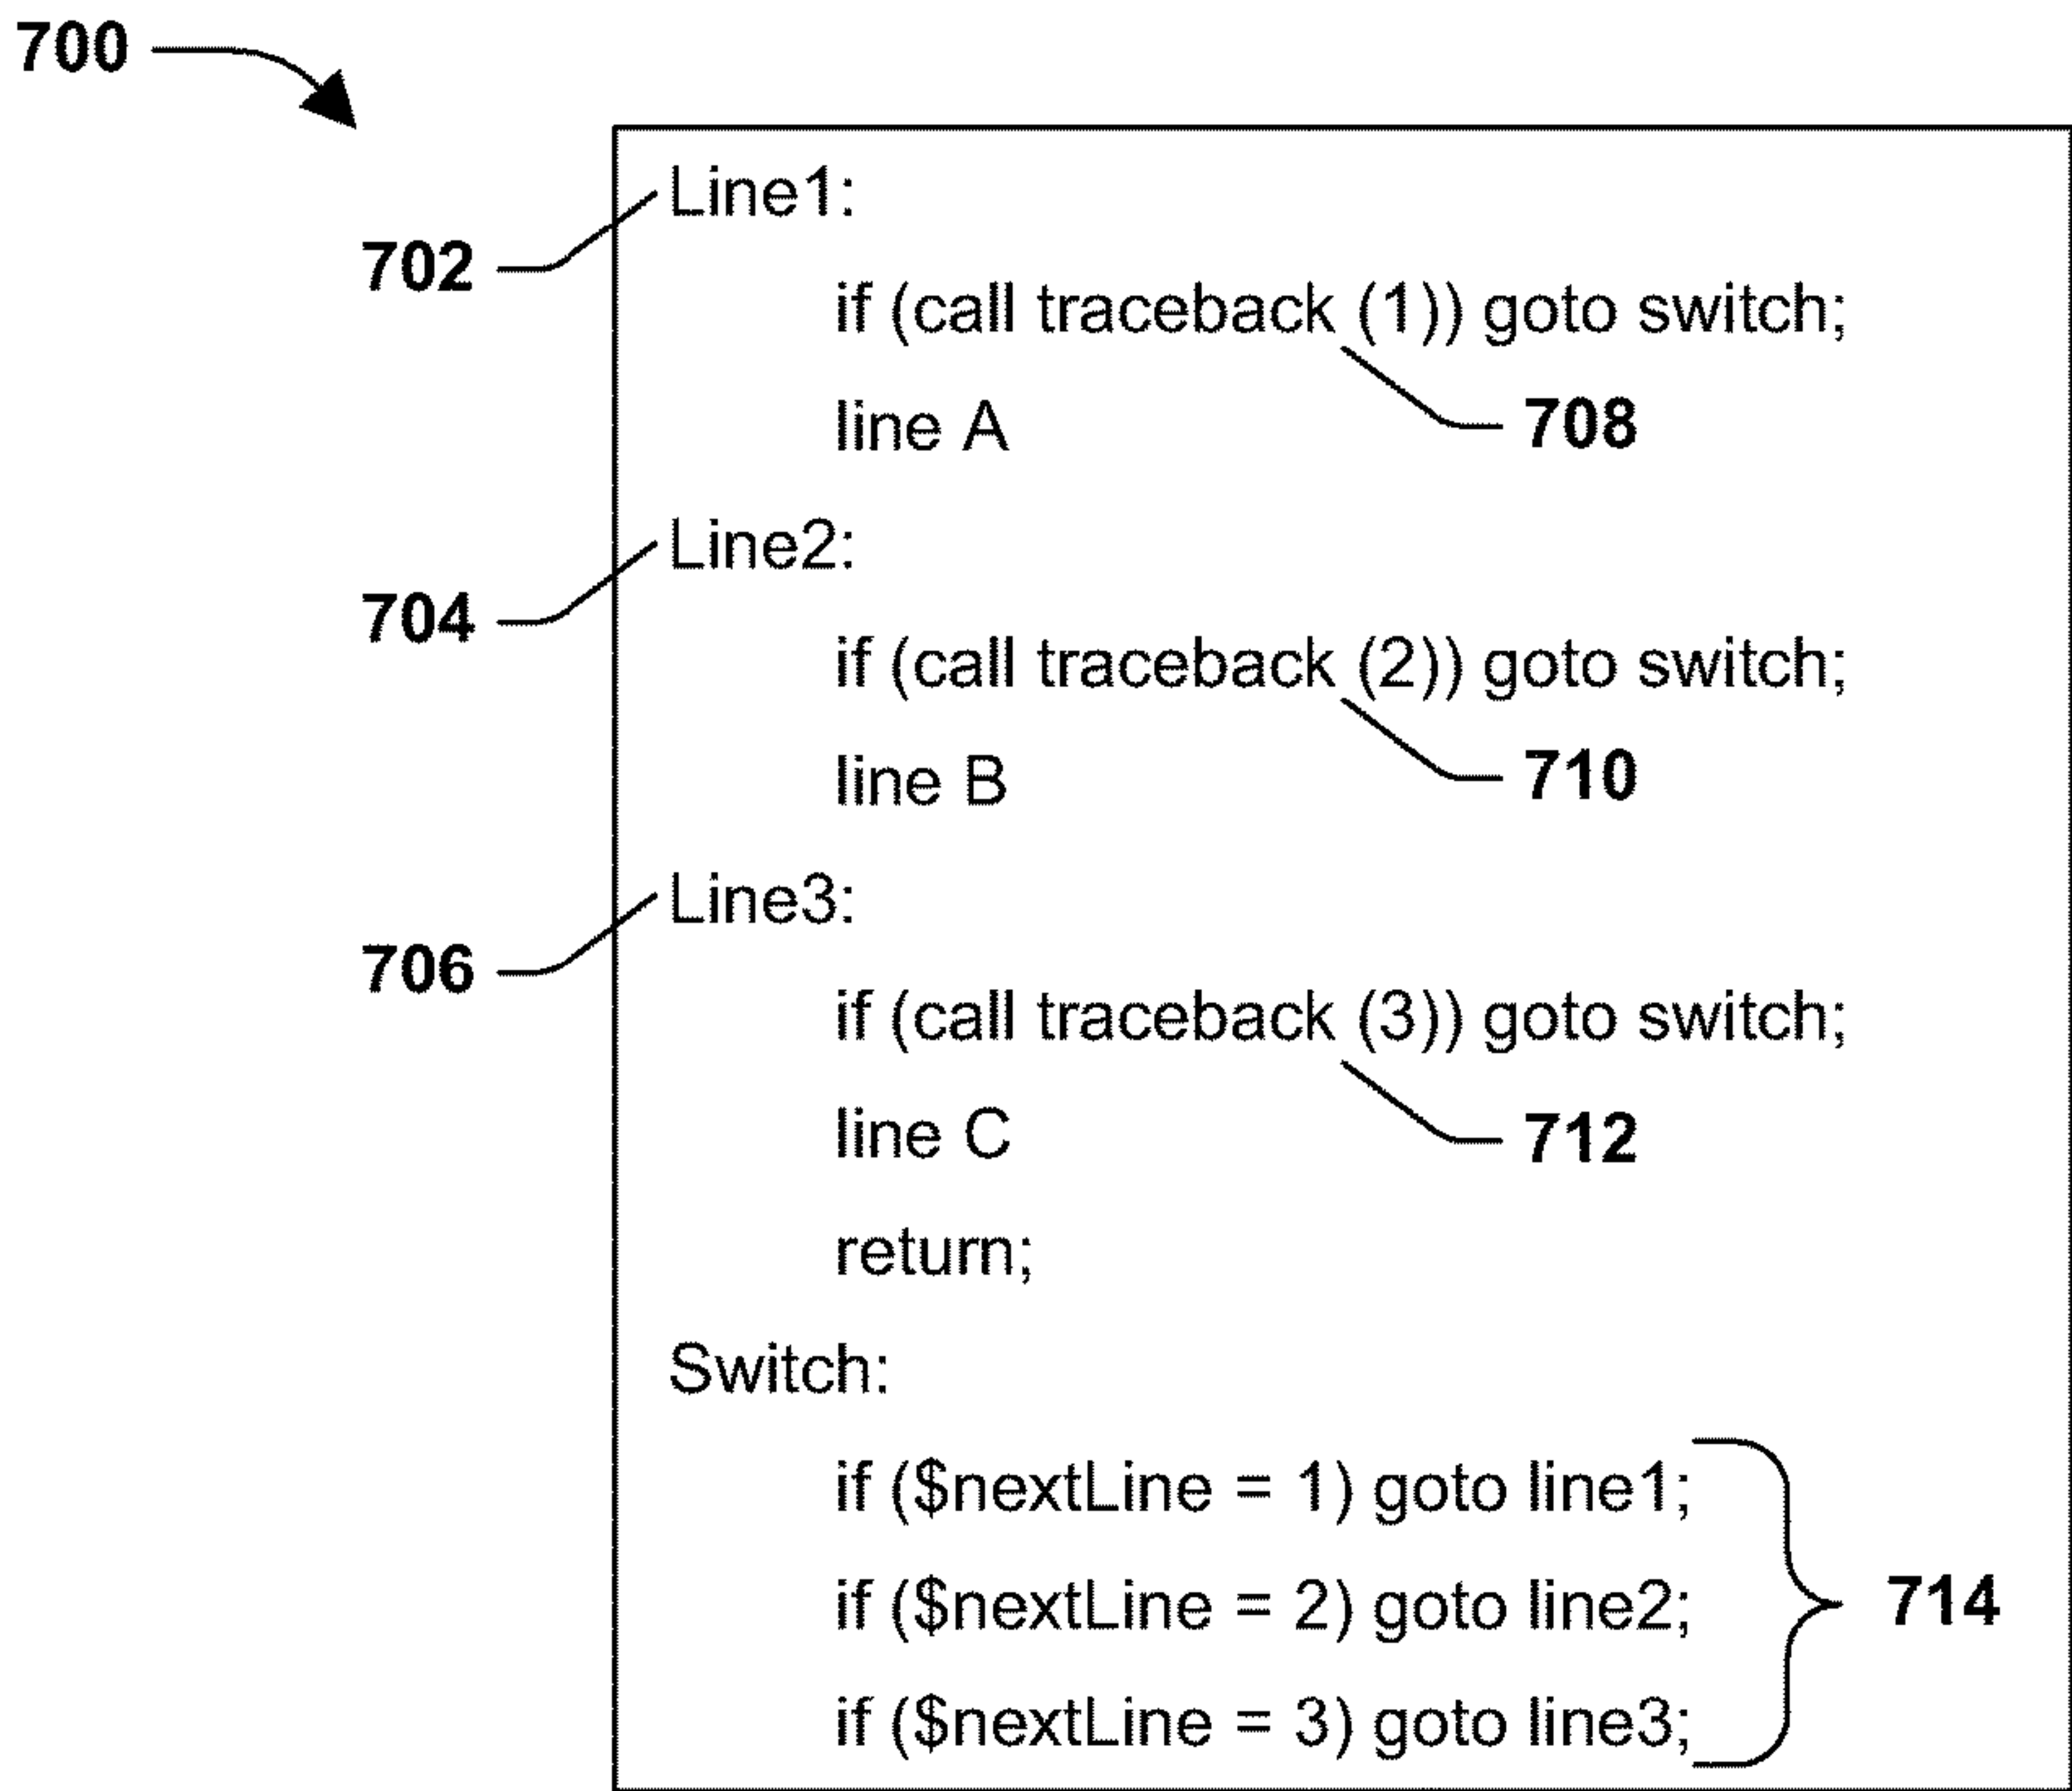 700
Line1:
702
if (call traceback (1)) goto switch;
line A
708
Line2:
704
if (call traceback (2)) goto switch;
line B
710
Line3:
706
if (call traceback (3)) goto switch;
line C
712
return;
Switch:
if ($nextLine = 1) goto line1;
if ($nextLine = 2) goto line2;
714
if ($nextLine = 3) goto line3;